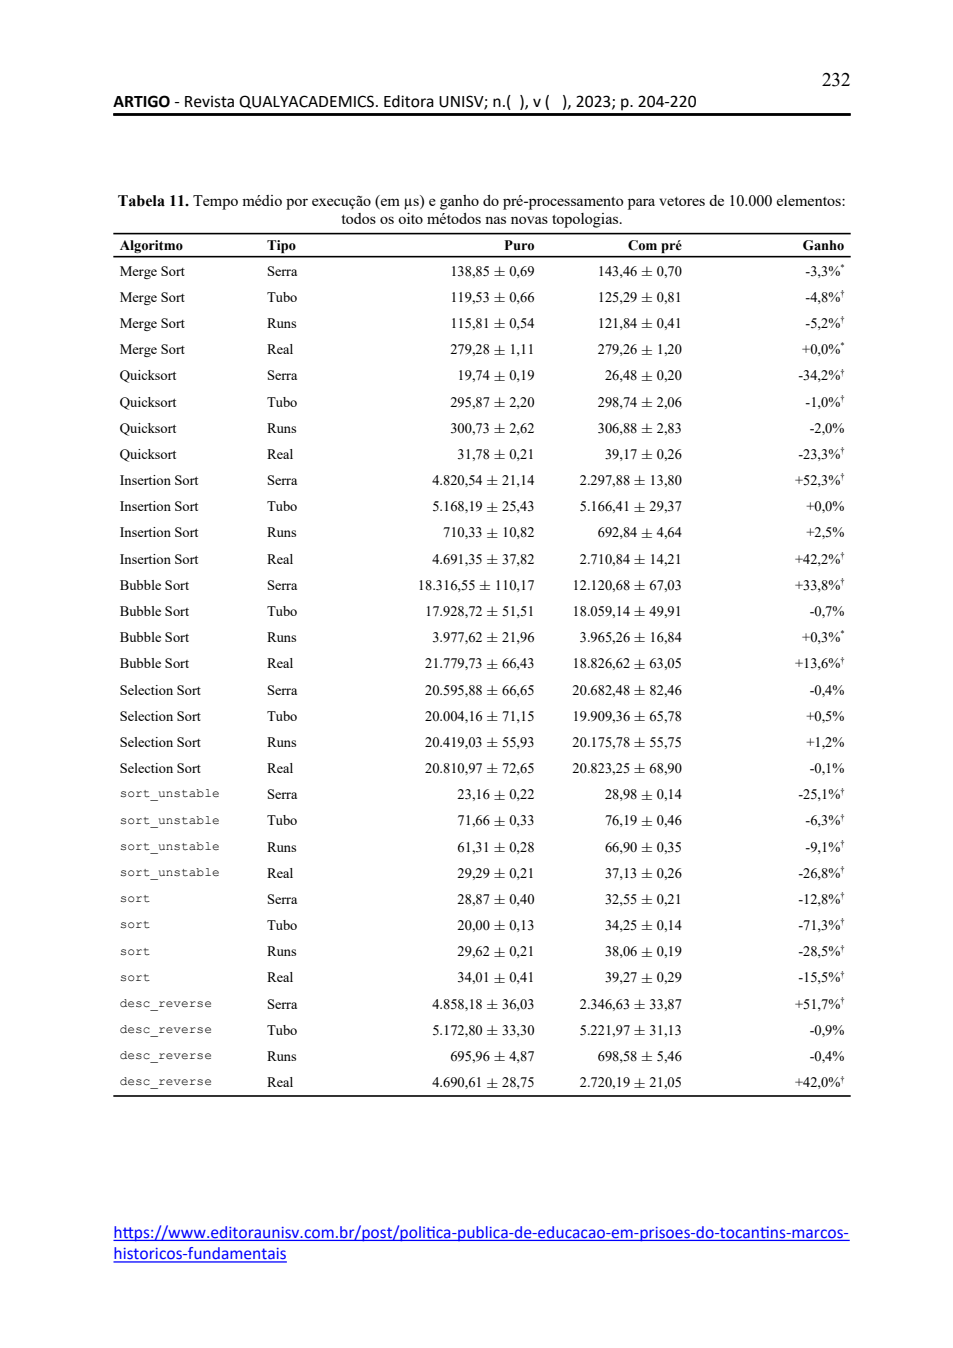 232
ARTIGO - Revista QUALYACADEMICS. Editora UNISV; n.( ), v ( ), 2023; p. 204-220
Tabela 11. Tempo médio por execução (em µs) e ganho do pré-processamento para vetores de 10.000 elementos:
todos os oito métodos nas novas topologias.
Algoritmo Tipo Puro Com pré Ganho
Merge Sort Serra 138,85 ± 0,69 143,46 ± 0,70 -3,3%*
Merge Sort Tubo 119,53 ± 0,66 125,29 ± 0,81 -4,8%†
Merge Sort Runs 115,81 ± 0,54 121,84 ± 0,41 -5,2%†
Merge Sort Real 279,28 ± 1,11 279,26 ± 1,20 +0,0%*
Quicksort Serra 19,74 ± 0,19 26,48 ± 0,20 -34,2%†
Quicksort Tubo 295,87 ± 2,20 298,74 ± 2,06 -1,0%†
Quicksort Runs 300,73 ± 2,62 306,88 ± 2,83 -2,0%
Quicksort Real 31,78 ± 0,21 39,17 ± 0,26 -23,3%†
Insertion Sort Serra 4.820,54 ± 21,14 2.297,88 ± 13,80 +52,3%†
Insertion Sort Tubo 5.168,19 ± 25,43 5.166,41 ± 29,37 +0,0%
Insertion Sort Runs 710,33 ± 10,82 692,84 ± 4,64 +2,5%
Insertion Sort Real 4.691,35 ± 37,82 2.710,84 ± 14,21 +42,2%†
Bubble Sort Serra 18.316,55 ± 110,17 12.120,68 ± 67,03 +33,8%†
Bubble Sort Tubo 17.928,72 ± 51,51 18.059,14 ± 49,91 -0,7%
Bubble Sort Runs 3.977,62 ± 21,96 3.965,26 ± 16,84 +0,3%*
Bubble Sort Real 21.779,73 ± 66,43 18.826,62 ± 63,05 +13,6%†
Selection Sort Serra 20.595,88 ± 66,65 20.682,48 ± 82,46 -0,4%
Selection Sort Tubo 20.004,16 ± 71,15 19.909,36 ± 65,78 +0,5%
Selection Sort Runs 20.419,03 ± 55,93 20.175,78 ± 55,75 +1,2%
Selection Sort Real 20.810,97 ± 72,65 20.823,25 ± 68,90 -0,1%
sort_unstable Serra 23,16 ± 0,22 28,98 ± 0,14 -25,1%†
sort_unstable Tubo 71,66 ± 0,33 76,19 ± 0,46 -6,3%†
sort_unstable Runs 61,31 ± 0,28 66,90 ± 0,35 -9,1%†
sort_unstable Real 29,29 ± 0,21 37,13 ± 0,26 -26,8%†
sort Serra 28,87 ± 0,40 32,55 ± 0,21 -12,8%†
sort Tubo 20,00 ± 0,13 34,25 ± 0,14 -71,3%†
sort Runs 29,62 ± 0,21 38,06 ± 0,19 -28,5%†
sort Real 34,01 ± 0,41 39,27 ± 0,29 -15,5%†
desc_reverse Serra 4.858,18 ± 36,03 2.346,63 ± 33,87 +51,7%†
desc_reverse Tubo 5.172,80 ± 33,30 5.221,97 ± 31,13 -0,9%
desc_reverse Runs 695,96 ± 4,87 698,58 ± 5,46 -0,4%
desc_reverse Real 4.690,61 ± 28,75 2.720,19 ± 21,05 +42,0%†
https://www.editoraunisv.com.br/post/politica-publica-de-educacao-em-prisoes-do-tocantins-marcos-
historicos-fundamentais